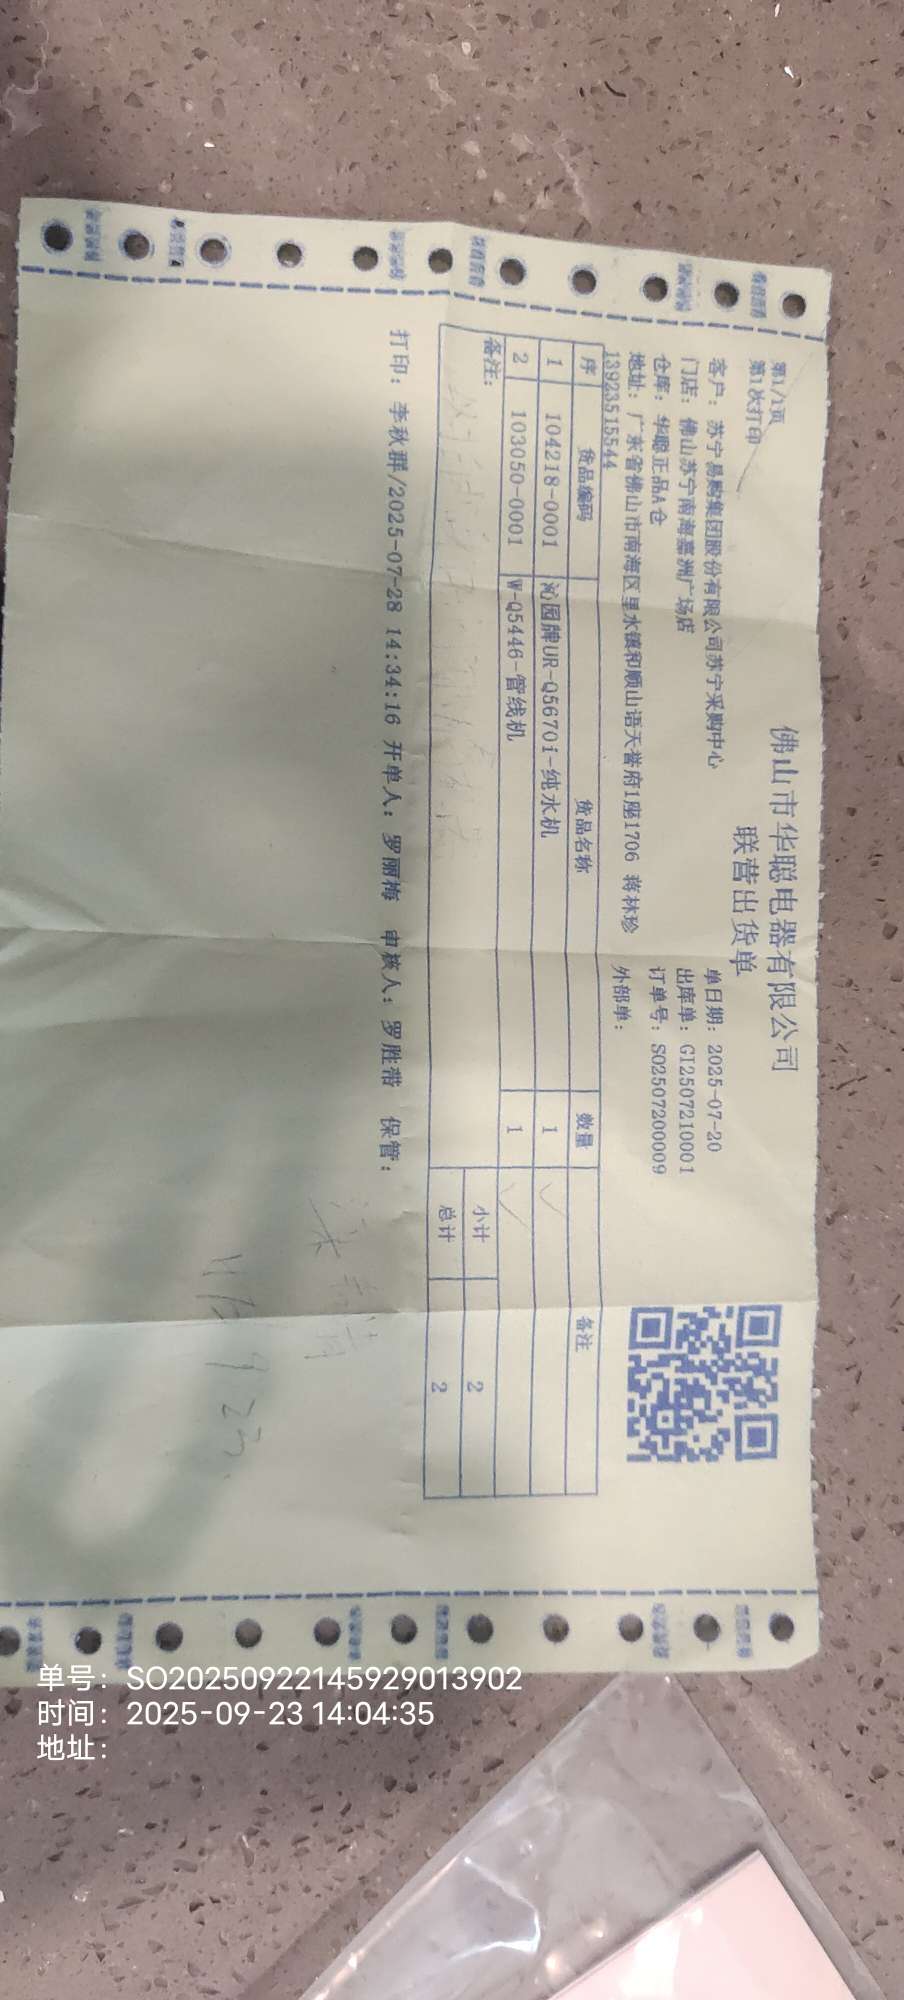 佛山市华聪电器有限公司
联营出货单
第1/1页
第1次打印
客户：苏宁易购集团股份有限公司苏宁采购中心
单日期：2025-07-20
门店：佛山苏宁南海嘉洲广场店
出库单：GI2507210001
仓库：华聪正品A仓
订单号：SO2507200009
地址：广东省佛山市南海区里水镇和顺山语天誉府1座1706 蒋林珍
13923515544
外部单：
序 货品编码 货品名称 数量 备注
1 104218-0001 沁园牌UR-Q5670i-纯水机 1
2 103050-0001 W-Q5446-管线机 1
备注：
小计 2
总计 2
打印：李秋群/2025-07-28 14:34:16 开单人：罗丽梅 审核人：罗胜带 保管：
单号：SO20250922145929013902
时间：2025-09-23 14:04:35
地址：